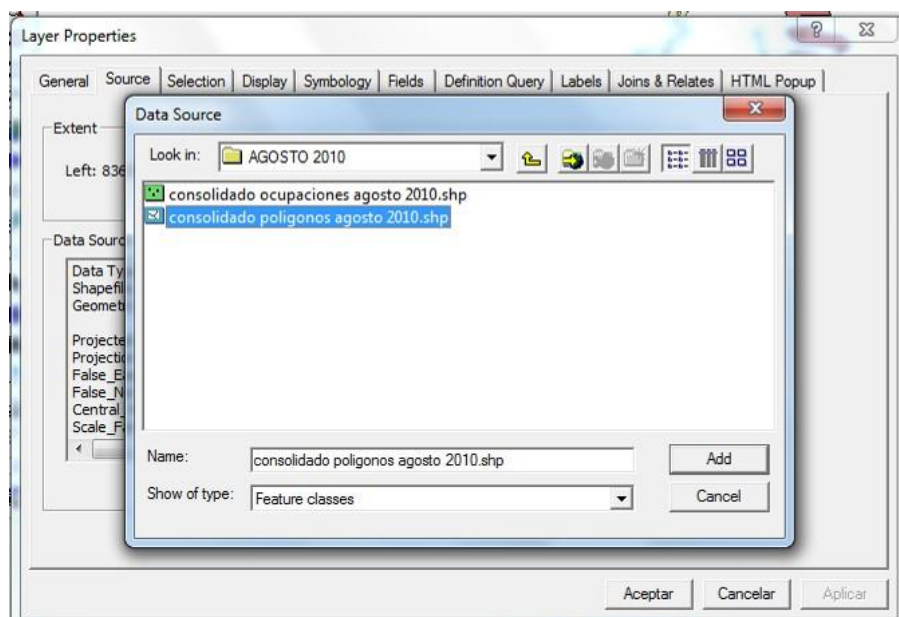 Layer Properties
General Source Selection Display Symbology Fields Definition Query Labels Joins & Relates HTML Popup
Extent
Left: 836
Data Source
Look in: AGOSTO 2010
consolidado ocupaciones agosto 2010.shp
consolidado poligonos agosto 2010.shp
Data Sourc
Data Ty
Shapefil
Geomet
Projecte
Projectio
False_E
False_N
Central_
Scale_F
Name: consolidado poligonos agosto 2010.shp
Add
Show of type: Feature classes
Cancel
Aceptar Cancelar Aplicar